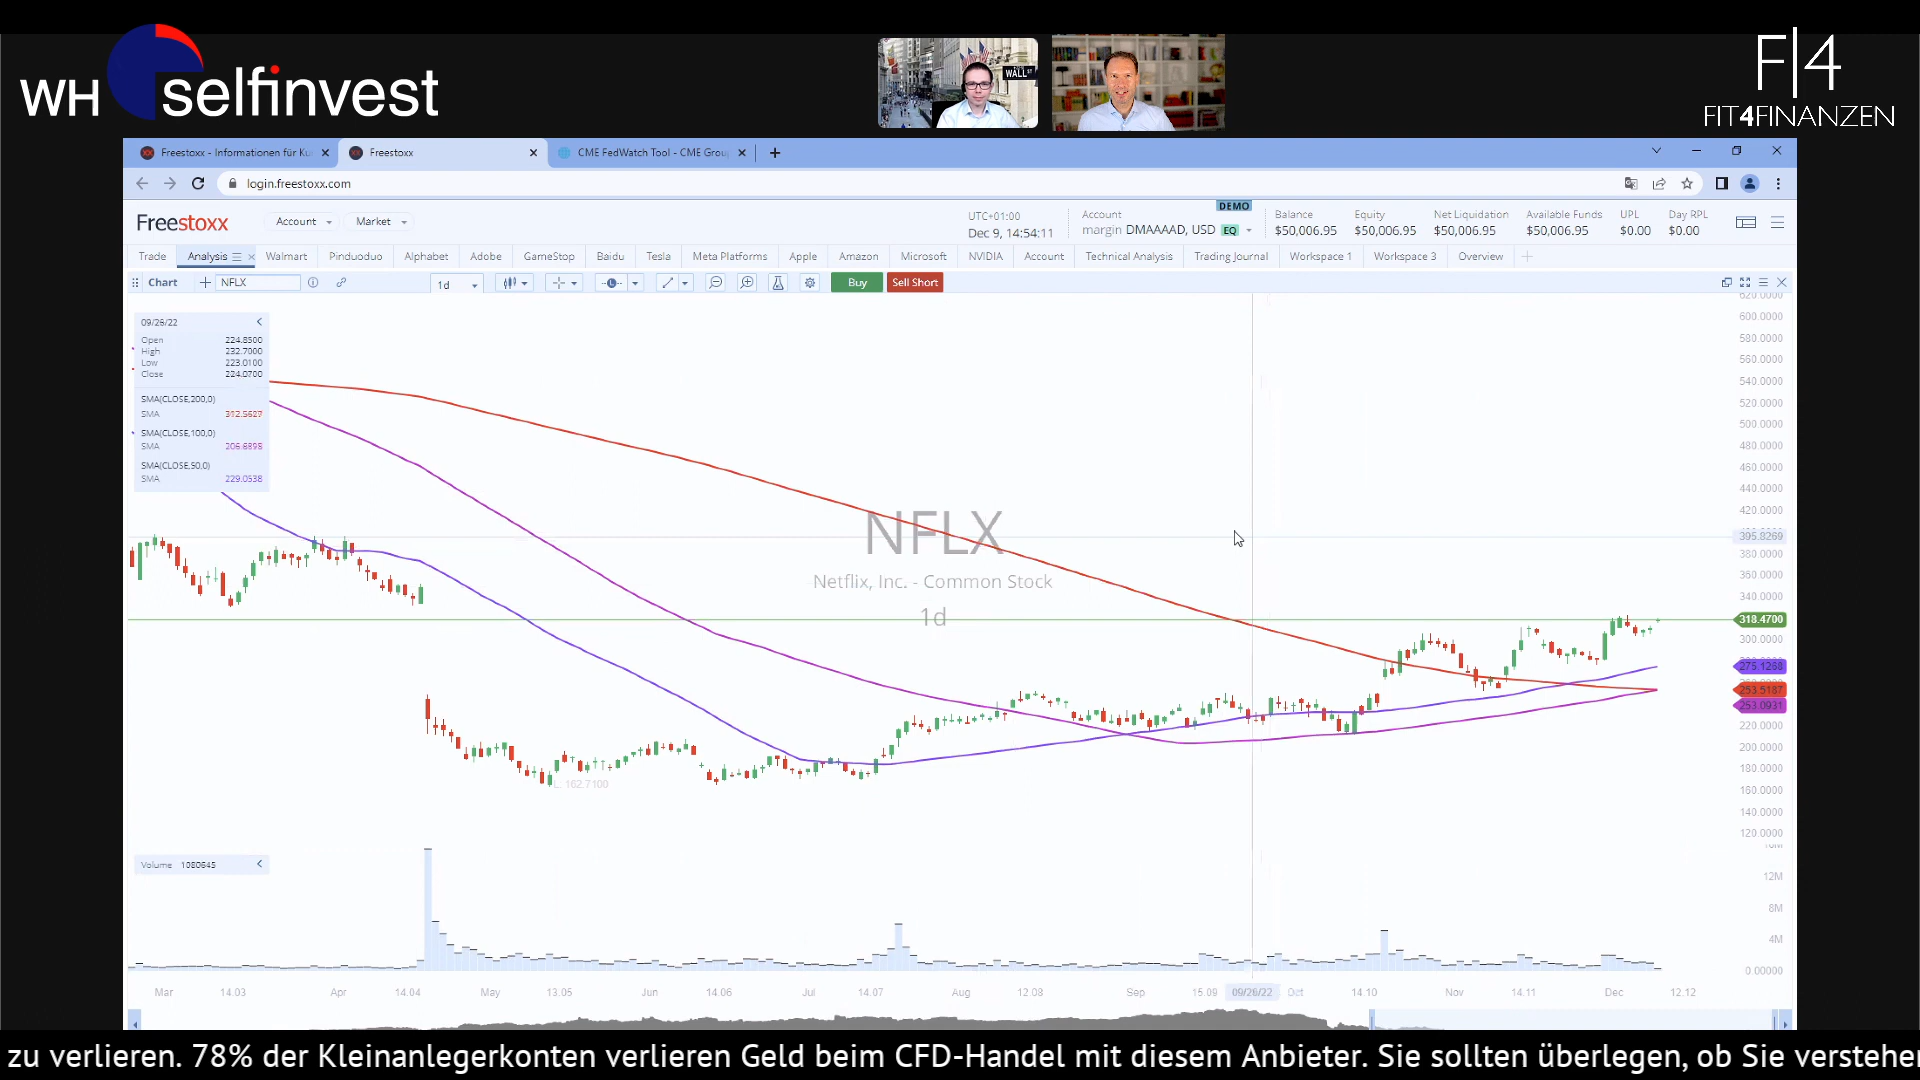 WH selfinvest
WALL ST
F|4
FIT4FINANZEN
Freestoxx - Informationen für Ku
Freestoxx
CME FedWatch Tool - CME Grou
login.freestoxx.com
Freestoxx
Account
Market
UTC+01:00
Dec 9, 14:54:11
DEMO
Account
margin DMAAAAD, USD EQ
Balance
$50,006.95
Equity
$50,006.95
Net Liquidation
$50,006.95
Available Funds
$50,006.95
UPL
$0.00
Day RPL
$0.00
Trade Analysis Walmart Pinduoduo Alphabet Adobe GameStop Baidu Tesla Meta Platforms Apple Amazon Microsoft NVIDIA Account Technical Analysis Trading Journal Workspace 1 Workspace 3 Overview
Chart NFLX 1d Buy Sell Short
09/26/22
Open 224.8500
High 232.7000
Low 223.0100
Close 224.0700
SMA(CLOSE,200,0)
SMA 312.5627
SMA(CLOSE,100,0)
SMA 206.6898
SMA(CLOSE,50,0)
SMA 229.0538
NFLX
Netflix, Inc. - Common Stock
1d
L: 162.7100
620.0000
600.0000
580.0000
560.0000
540.0000
520.0000
500.0000
480.0000
460.0000
440.0000
420.0000
395.8269
380.0000
360.0000
340.0000
318.4700
300.0000
275.1268
253.5187
253.0931
220.0000
200.0000
180.0000
160.0000
140.0000
120.0000
Volume 1080645
12M
8M
4M
0.00000
Mar 14.03 Apr 14.04 May 13.05 Jun 14.06 Jul 14.07 Aug 12.08 Sep 15.09 09/26/22 Oct 14.10 Nov 14.11 Dec 12.12
zu verlieren. 78% der Kleinanlegerkonten verlieren Geld beim CFD-Handel mit diesem Anbieter. Sie sollten überlegen, ob Sie verstehe